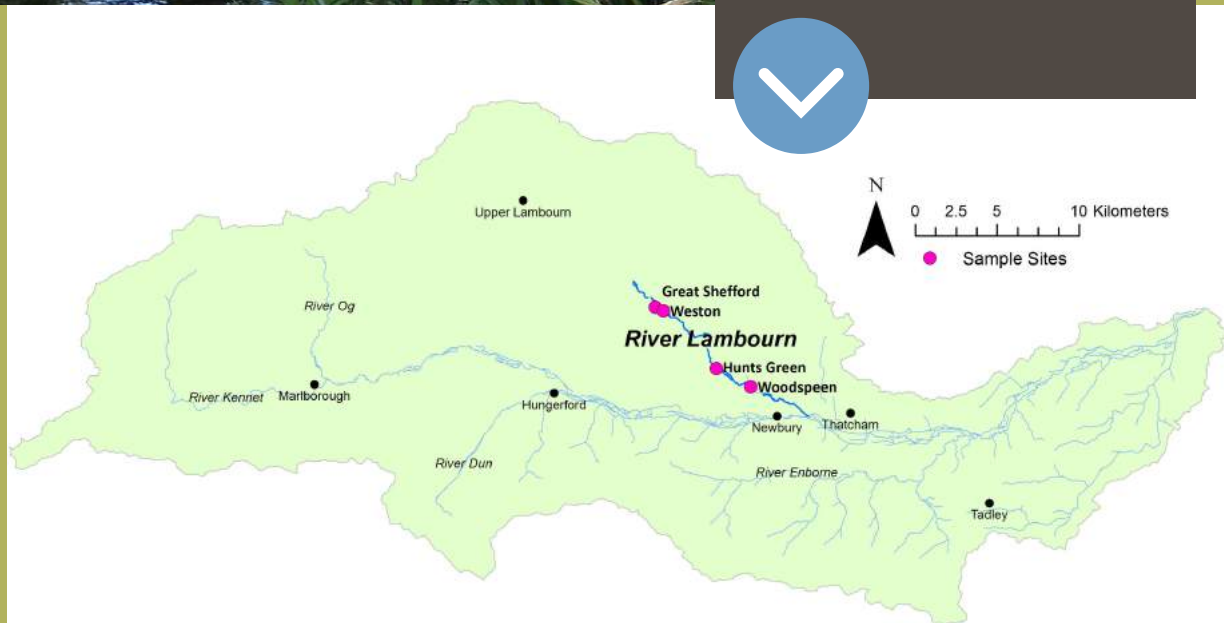 N
0 2.5 5 10 Kilometers
Sample Sites
Upper Lambourn
Great Shefford
Weston
River Og
River Lambourn
Hunts Green
Woodspeen
River Kennet
Marlborough
Hungerford
Newbury
Thatcham
River Dun
River Enborne
Tadley